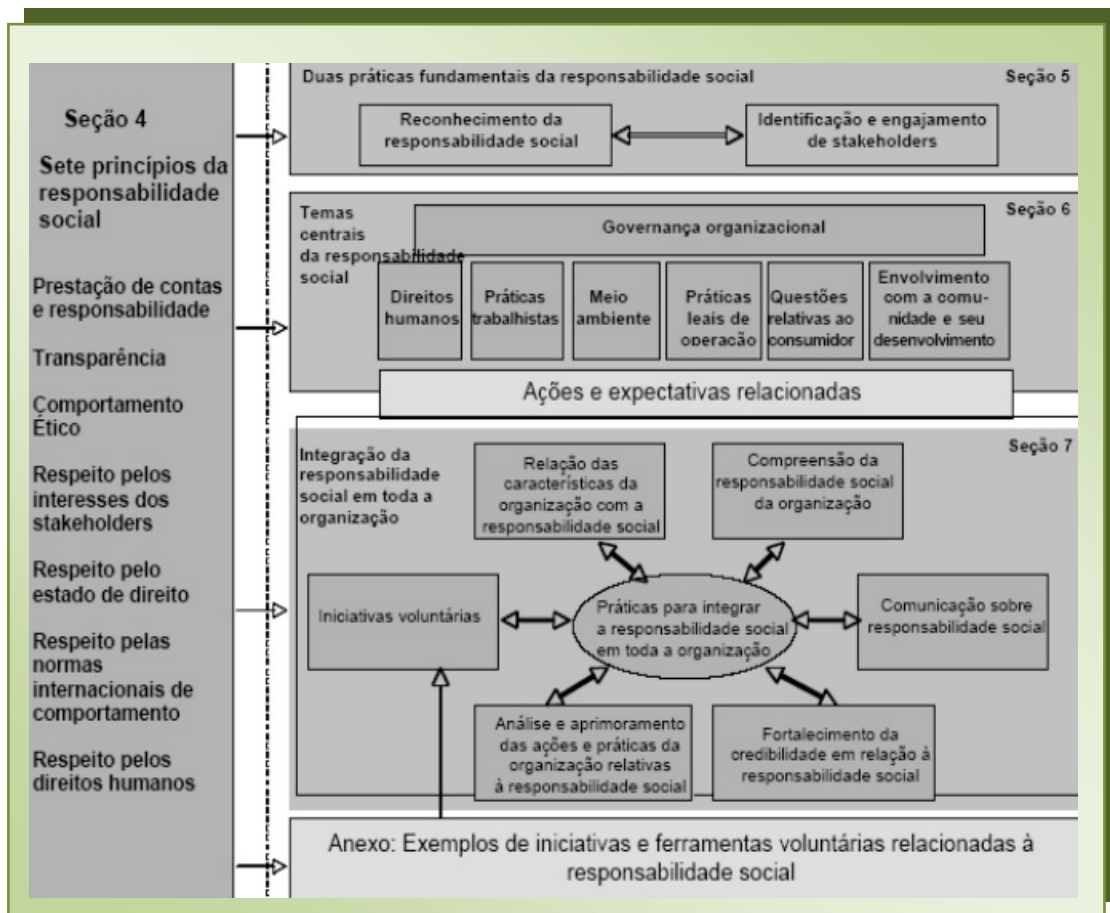 Seção 4
Sete princípios da
responsabilidade
social
Prestação de contas
e responsabilidade
Transparência
Comportamento
Ético
Respeito pelos
interesses dos
stakeholders
Respeito pelo
estado de direito
Respeito pelas
normas
internacionais de
comportamento
Respeito pelos
direitos humanos
Duas práticas fundamentais da responsabilidade social
Seção 5
Reconhecimento da
responsabilidade social
Identificação e engajamento
de stakeholders
Temas
centrais
da responsabilidade
social
Seção 6
Governança organizacional
Direitos
humanos
Práticas
trabalhistas
Meio
ambiente
Práticas
leais de
operação
Questões
relativas ao
consumidor
Envolvimento
com a comu-
nidade e seu
desenvolvimento
Ações e expectativas relacionadas
Integração da
responsabilidade
social em toda a
organização
Seção 7
Relação das
características da
organização com a
responsabilidade social
Compreensão da
responsabilidade social
da organização
Iniciativas voluntárias
Práticas para integrar
a responsabilidade social
em toda a organização
Comunicação sobre
responsabilidade social
Análise e aprimoramento
das ações e práticas da
organização relativas
à responsabilidade social
Fortalecimento da
credibilidade em relação à
responsabilidade social
Anexo: Exemplos de iniciativas e ferramentas voluntárias relacionadas à
responsabilidade social